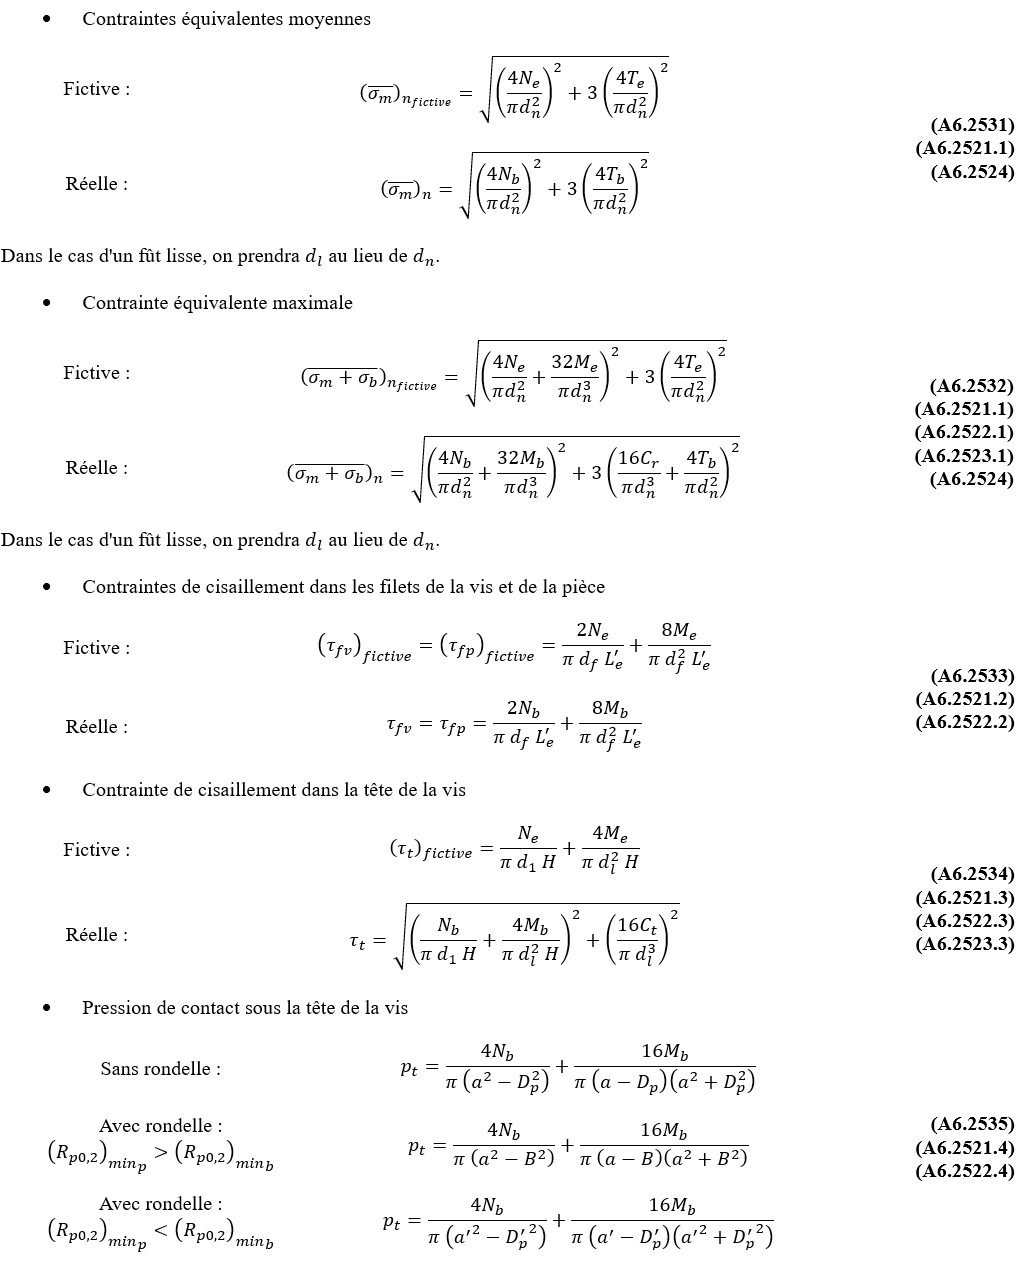 • Contraintes équivalentes moyennes
Fictive : $(\overline{\sigma_m})_{n_{fictive}} = \sqrt{\left(\frac{4N_e}{\pi d_n^2}\right)^2 + 3\left(\frac{4T_e}{\pi d_n^2}\right)^2}$
(A6.2531)
(A6.2521.1)
(A6.2524)
Réelle : $(\overline{\sigma_m})_n = \sqrt{\left(\frac{4N_b}{\pi d_n^2}\right)^2 + 3\left(\frac{4T_b}{\pi d_n^2}\right)^2}$
Dans le cas d'un fût lisse, on prendra $d_l$ au lieu de $d_n$.
• Contrainte équivalente maximale
Fictive : $(\overline{\sigma_m + \sigma_b})_{n_{fictive}} = \sqrt{\left(\frac{4N_e}{\pi d_n^2} + \frac{32M_e}{\pi d_n^3}\right)^2 + 3\left(\frac{4T_e}{\pi d_n^2}\right)^2}$
(A6.2532)
(A6.2521.1)
(A6.2522.1)
(A6.2523.1)
(A6.2524)
Réelle : $(\overline{\sigma_m + \sigma_b})_n = \sqrt{\left(\frac{4N_b}{\pi d_n^2} + \frac{32M_b}{\pi d_n^3}\right)^2 + 3\left(\frac{16C_r}{\pi d_n^3} + \frac{4T_b}{\pi d_n^2}\right)^2}$
Dans le cas d'un fût lisse, on prendra $d_l$ au lieu de $d_n$.
• Contraintes de cisaillement dans les filets de la vis et de la pièce
Fictive : $(\tau_{fv})_{fictive} = (\tau_{fp})_{fictive} = \frac{2N_e}{\pi\, d_f\, L'_e} + \frac{8M_e}{\pi\, d_f^2\, L'_e}$
(A6.2533)
(A6.2521.2)
(A6.2522.2)
Réelle : $\tau_{fv} = \tau_{fp} = \frac{2N_b}{\pi\, d_f\, L'_e} + \frac{8M_b}{\pi\, d_f^2\, L'_e}$
• Contrainte de cisaillement dans la tête de la vis
Fictive : $(\tau_t)_{fictive} = \frac{N_e}{\pi\, d_1\, H} + \frac{4M_e}{\pi\, d_l^2\, H}$
(A6.2534)
(A6.2521.3)
(A6.2522.3)
(A6.2523.3)
Réelle : $\tau_t = \sqrt{\left(\frac{N_b}{\pi\, d_1\, H} + \frac{4M_b}{\pi\, d_l^2\, H}\right)^2 + \left(\frac{16C_t}{\pi\, d_l^3}\right)^2}$
• Pression de contact sous la tête de la vis
Sans rondelle : $p_t = \frac{4N_b}{\pi\,(a^2 - D_p^2)} + \frac{16M_b}{\pi\,(a - D_p)(a^2 + D_p^2)}$
Avec rondelle :
$(R_{p0,2})_{min_p} > (R_{p0,2})_{min_b}$ $p_t = \frac{4N_b}{\pi\,(a^2 - B^2)} + \frac{16M_b}{\pi\,(a - B)(a^2 + B^2)}$
(A6.2535)
(A6.2521.4)
(A6.2522.4)
Avec rondelle :
$(R_{p0,2})_{min_p} < (R_{p0,2})_{min_b}$ $p_t = \frac{4N_b}{\pi\,(a'^2 - D_p'^2)} + \frac{16M_b}{\pi\,(a' - D'_p)(a'^2 + D_p'^2)}$